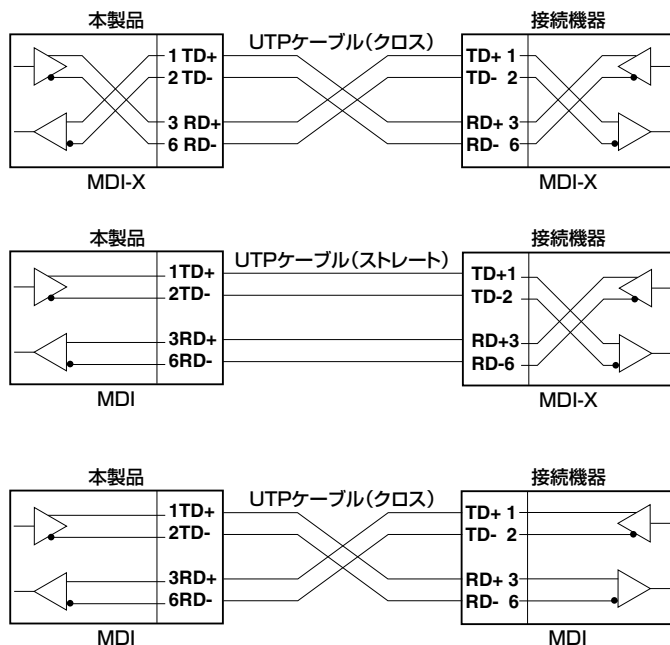 本製品
UTPケーブル(クロス)
接続機器
1 TD+
2 TD-
3 RD+
6 RD-
TD+ 1
TD- 2
RD+ 3
RD- 6
MDI-X
MDI-X
本製品
UTPケーブル(ストレート)
接続機器
1TD+
2TD-
3RD+
6RD-
TD+1
TD-2
RD+3
RD-6
MDI
MDI-X
本製品
UTPケーブル(クロス)
接続機器
1TD+
2TD-
3RD+
6RD-
TD+ 1
TD- 2
RD+ 3
RD- 6
MDI
MDI